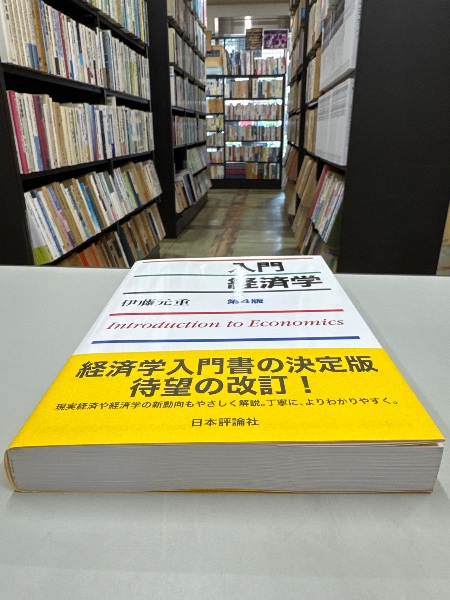 入門
経済学
伊藤元重 第4版
Introduction to Economics
経済学入門書の決定版
待望の改訂!
現実経済や経済学の新動向もやさしく解説。丁寧に、よりわかりやすく。
日本評論社